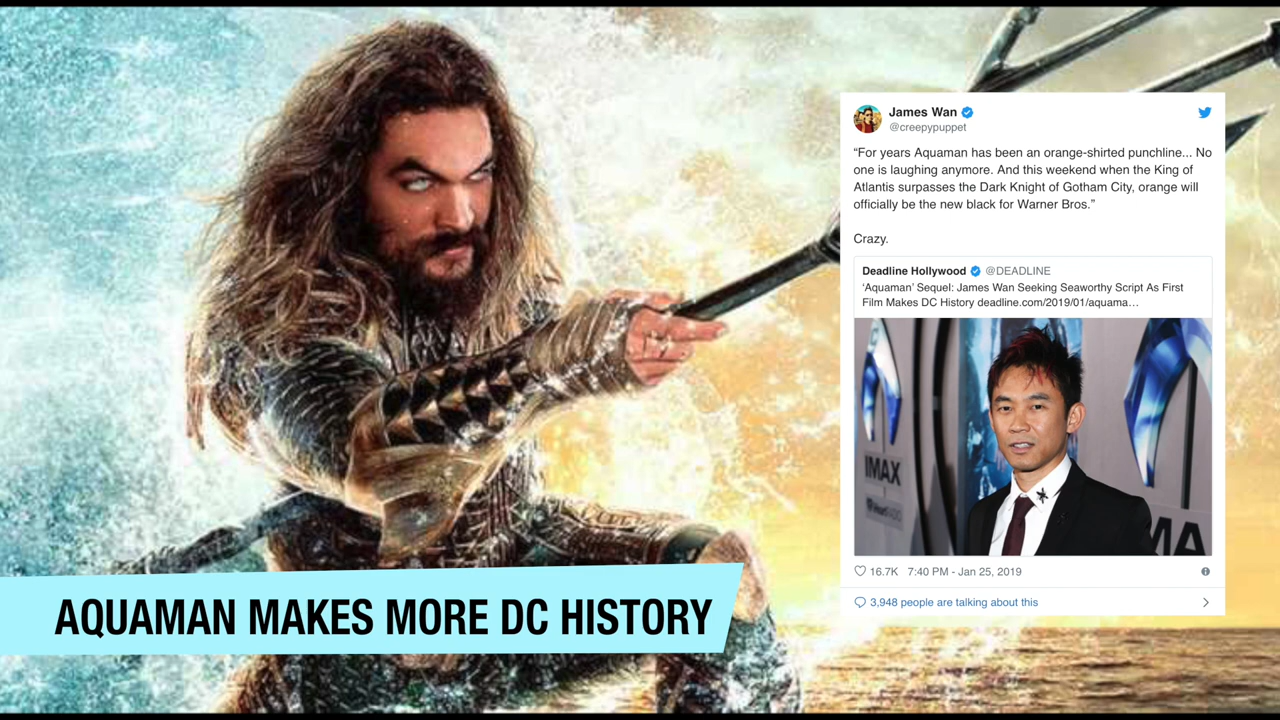 James Wan
@creepypuppet
“For years Aquaman has been an orange-shirted punchline... No
one is laughing anymore. And this weekend when the King of
Atlantis surpasses the Dark Knight of Gotham City, orange will
officially be the new black for Warner Bros.”
Crazy.
Deadline Hollywood @DEADLINE
‘Aquaman’ Sequel: James Wan Seeking Seaworthy Script As First
Film Makes DC History deadline.com/2019/01/aquama…
IMAX
MA
16.7K 7:40 PM - Jan 25, 2019
3,948 people are talking about this
AQUAMAN MAKES MORE DC HISTORY